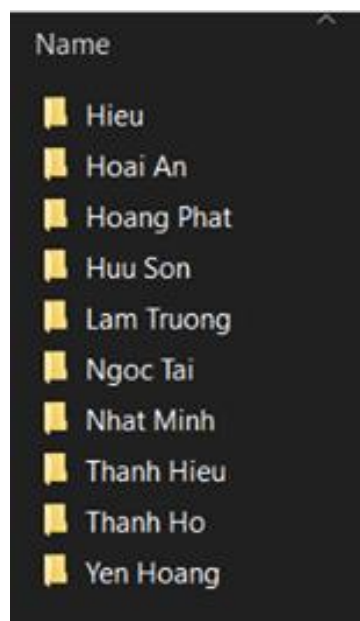 Name
Hieu
Hoai An
Hoang Phat
Huu Son
Lam Truong
Ngoc Tai
Nhat Minh
Thanh Hieu
Thanh Ho
Yen Hoang